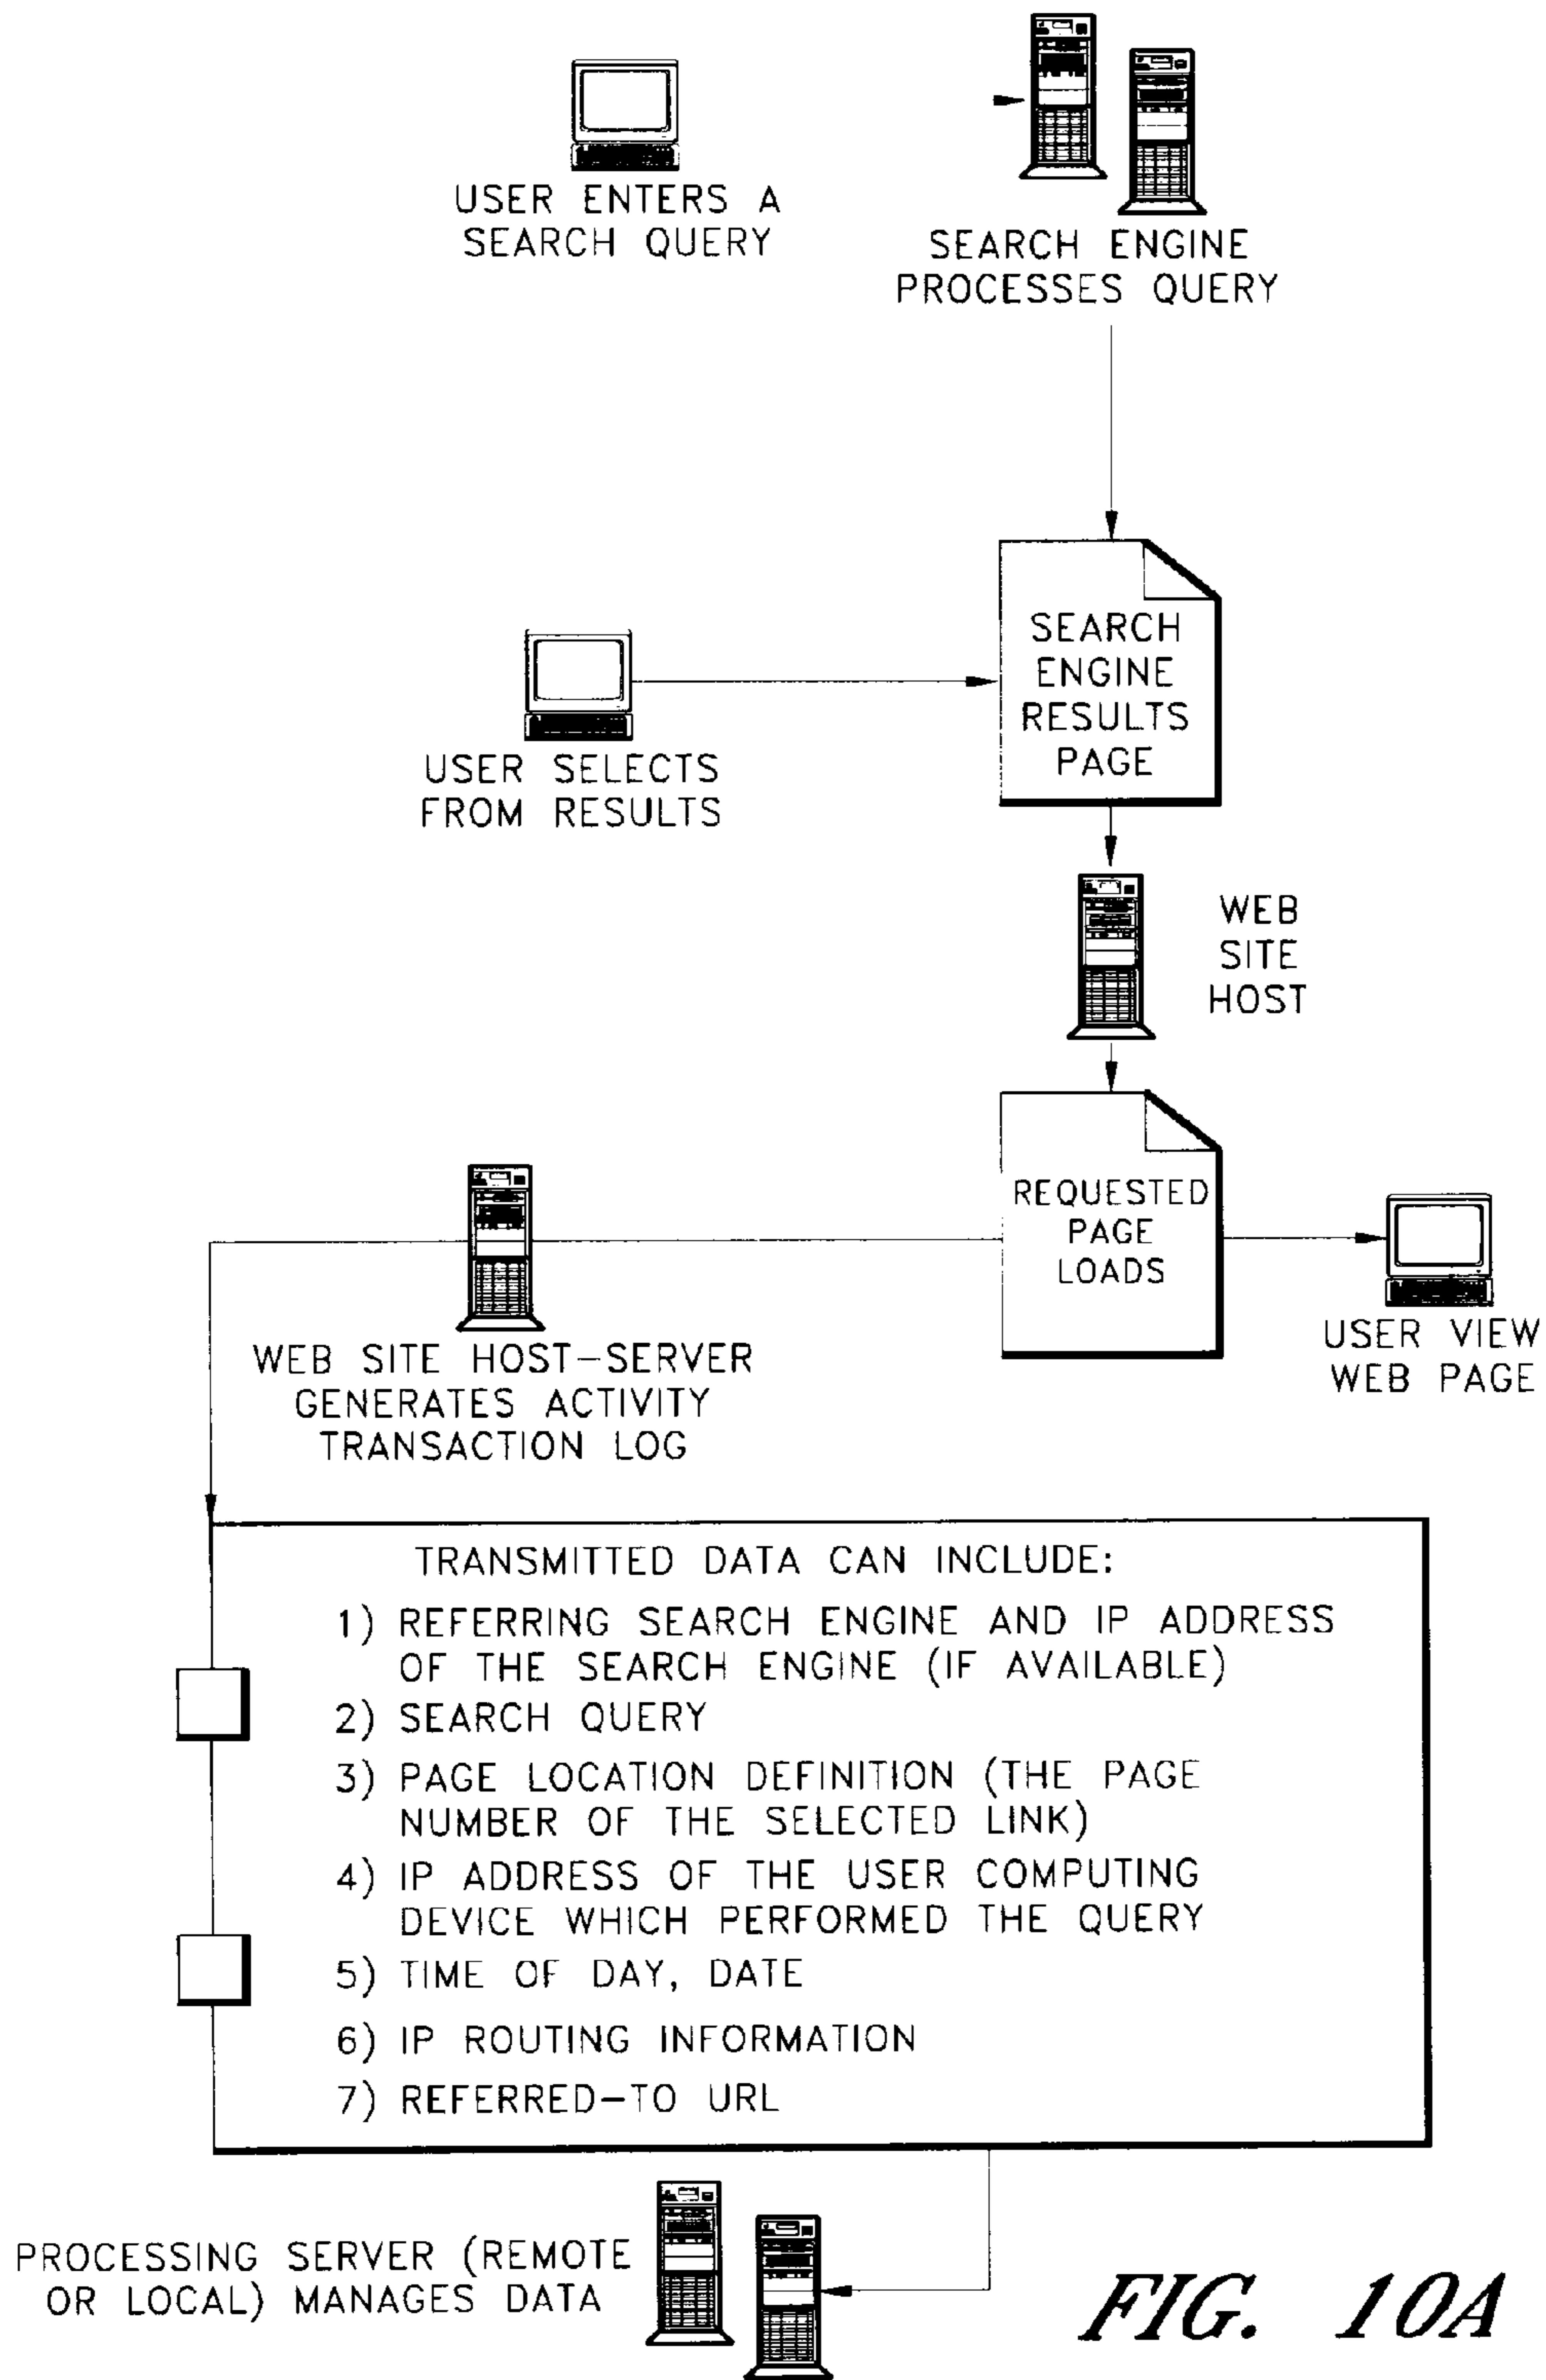 USER ENTERS A
SEARCH QUERY
SEARCH ENGINE
PROCESSES QUERY
SEARCH
ENGINE
RESULTS
PAGE
USER SELECTS
FROM RESULTS
WEB
SITE
HOST
REQUESTED
PAGE
LOADS
USER VIEW
WEB PAGE
WEB SITE HOST-SERVER
GENERATES ACTIVITY
TRANSACTION LOG
TRANSMITTED DATA CAN INCLUDE:
1) REFERRING SEARCH ENGINE AND IP ADDRESS
OF THE SEARCH ENGINE (IF AVAILABLE)
2) SEARCH QUERY
3) PAGE LOCATION DEFINITION (THE PAGE
NUMBER OF THE SELECTED LINK)
4) IP ADDRESS OF THE USER COMPUTING
DEVICE WHICH PERFORMED THE QUERY
5) TIME OF DAY, DATE
6) IP ROUTING INFORMATION
7) REFERRED-TO URL
PROCESSING SERVER (REMOTE
OR LOCAL) MANAGES DATA
FIG. 10A